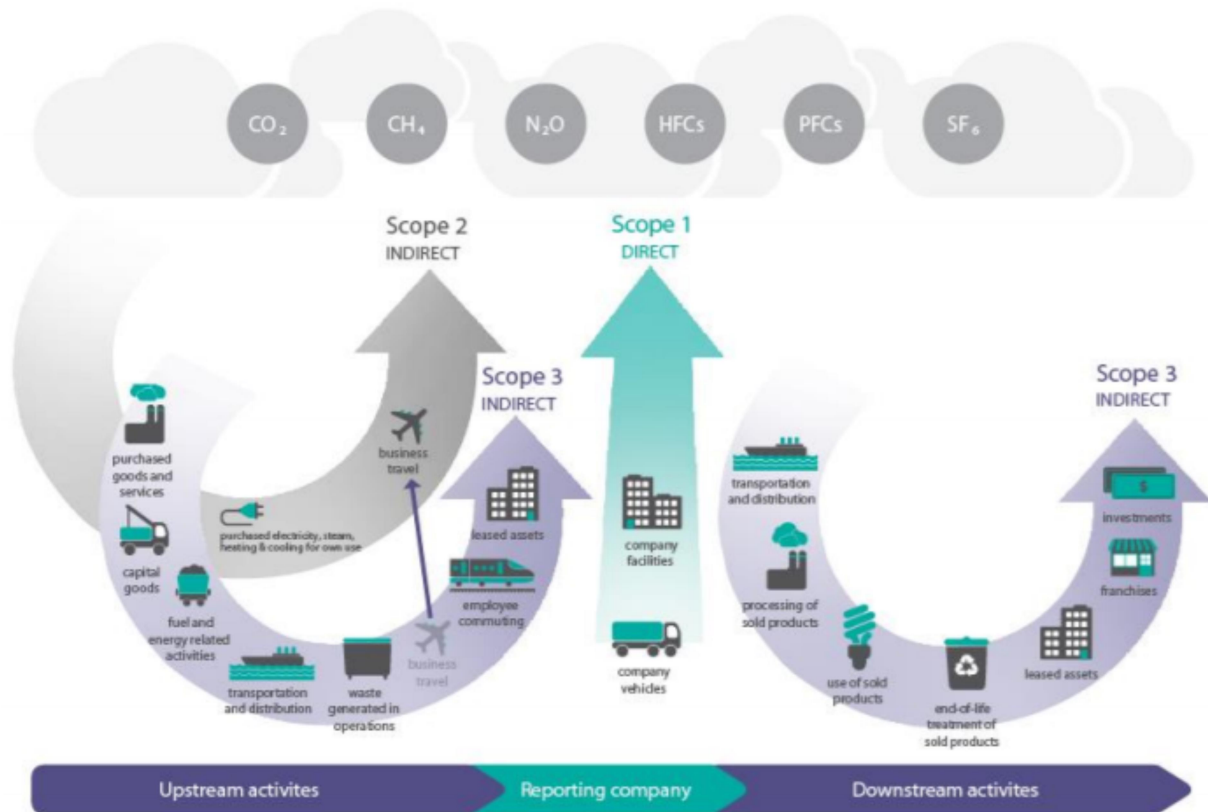 CO₂
CH₄
N₂O
HFCs
PFCs
SF₆
Scope 2
INDIRECT
Scope 1
DIRECT
Scope 3
INDIRECT
Scope 3
INDIRECT
business
travel
purchased
goods and
services
purchased electricity, steam,
heating & cooling for own use
capital
goods
fuel and
energy related
activities
transportation
and distribution
waste
generated in
operations
business
travel
employee
commuting
leased assets
company
facilities
company
vehicles
transportation
and distribution
processing of
sold products
use of sold
products
end-of-life
treatment of
sold products
leased assets
franchises
investments
Upstream activites
Reporting company
Downstream activites